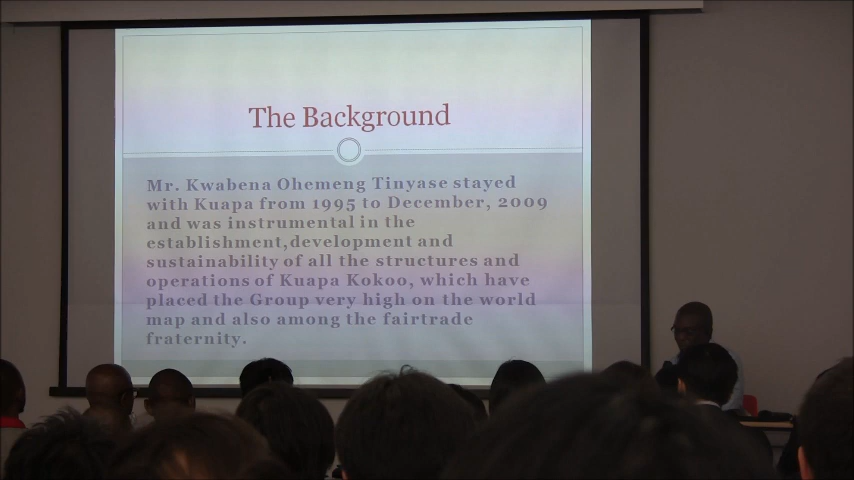 The Background
Mr. Kwabena Ohemeng Tinyase stayed
with Kuapa from 1995 to December, 2009
and was instrumental in the
establishment,development and
sustainability of all the structures and
operations of Kuapa Kokoo, which have
placed the Group very high on the world
map and also among the fairtrade
fraternity.